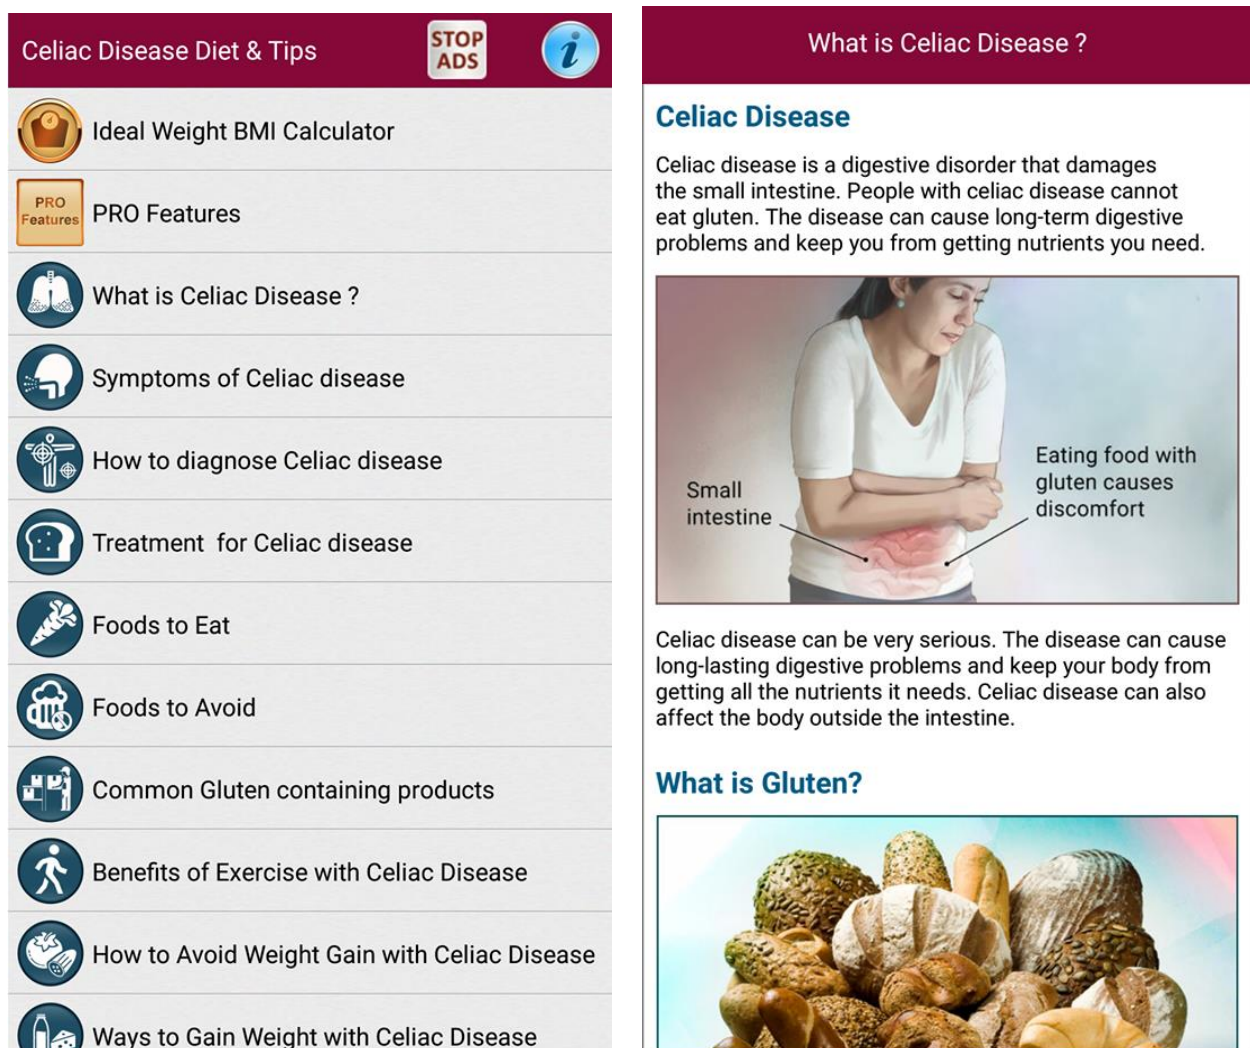 Celiac Disease Diet & Tips
STOP
ADS
i
Ideal Weight BMI Calculator
PRO
Features
PRO Features
What is Celiac Disease ?
Symptoms of Celiac disease
How to diagnose Celiac disease
Treatment  for Celiac disease
Foods to Eat
Foods to Avoid
Common Gluten containing products
Benefits of Exercise with Celiac Disease
How to Avoid Weight Gain with Celiac Disease
Ways to Gain Weight with Celiac Disease
What is Celiac Disease ?
Celiac Disease
Celiac disease is a digestive disorder that damages
the small intestine. People with celiac disease cannot
eat gluten. The disease can cause long-term digestive
problems and keep you from getting nutrients you need.
Small
intestine
Eating food with
gluten causes
discomfort
Celiac disease can be very serious. The disease can cause
long-lasting digestive problems and keep your body from
getting all the nutrients it needs. Celiac disease can also
affect the body outside the intestine.
What is Gluten?